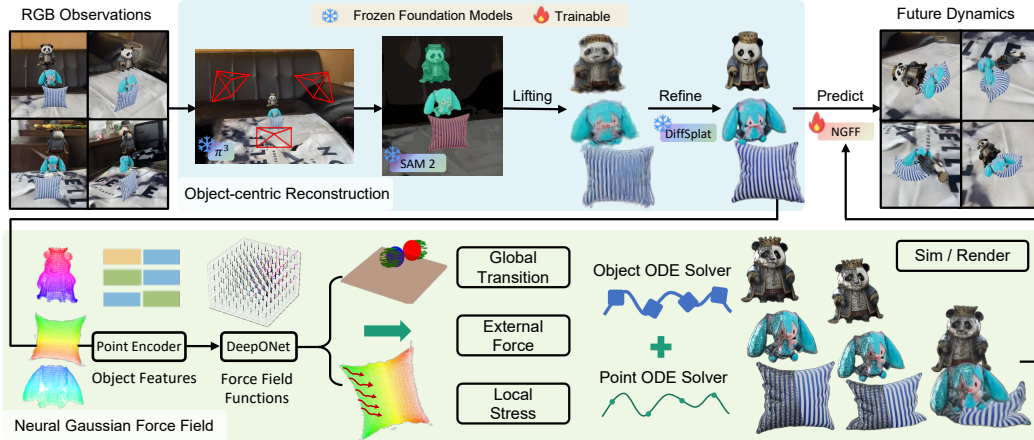 RGB Observations
Frozen Foundation Models
Trainable
Future Dynamics
π³
SAM 2
Lifting
Refine
DiffSplat
Predict
NGFF
Object-centric Reconstruction
Point Encoder
Object Features
DeepONet
Force Field
Functions
Global
Transition
External
Force
Local
Stress
Object ODE Solver
Point ODE Solver
Sim / Render
Neural Gaussian Force Field